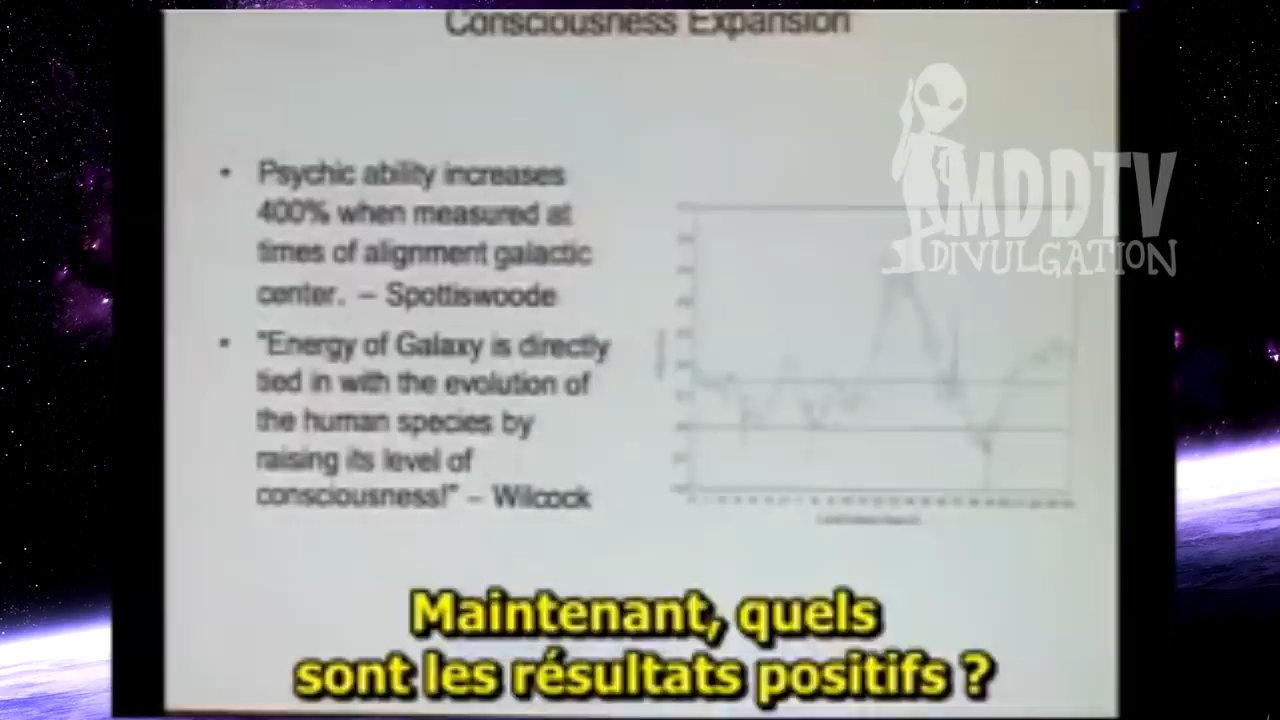 Consciousness Expansion
• Psychic ability increases
400% when measured at
times of alignment galactic
center. – Spottiswoode
• "Energy of Galaxy is directly
tied in with the evolution of
the human species by
raising its level of
consciousness!" – Wilcock
MDDTV
DIVULGATION
Maintenant, quels
sont les résultats positifs ?